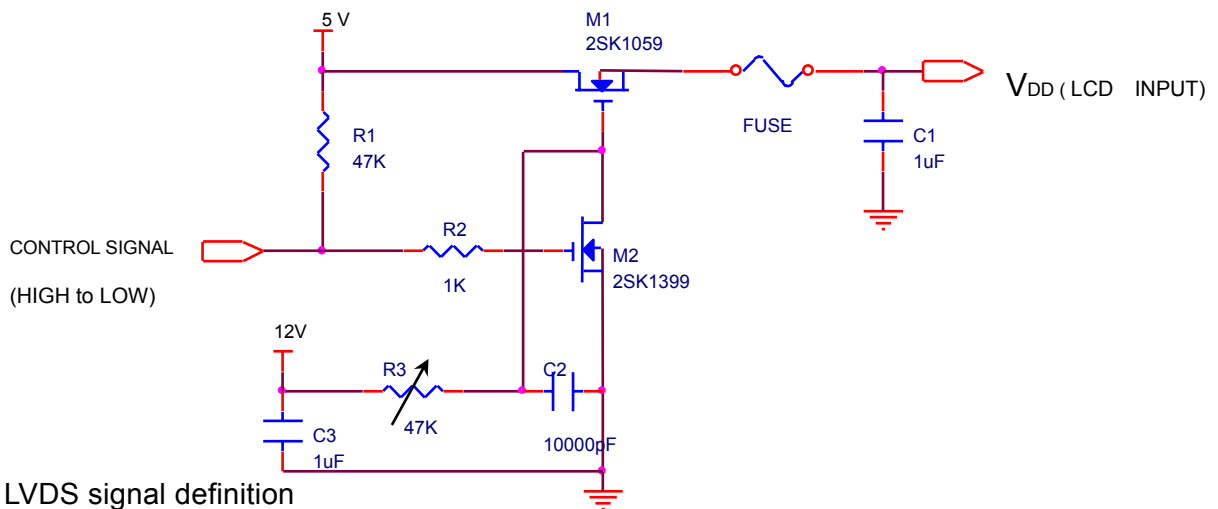 5 V
M1
2SK1059
V DD ( LCD INPUT)
FUSE
R1
47K
C1
1uF
CONTROL SIGNAL
(HIGH to LOW)
R2
1K
M2
2SK1399
12V
R3
47K
C2
10000pF
C3
1uF
LVDS signal definition